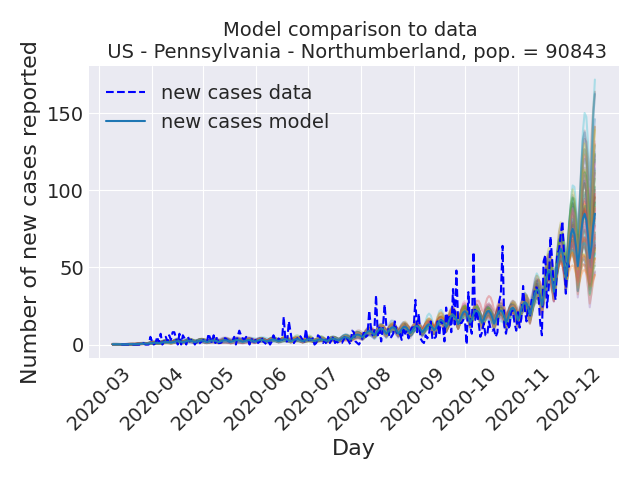 Model comparison to data
US - Pennsylvania - Northumberland, pop. = 90843
Number of new cases reported
150
100
50
0
new cases data
new cases model
2020-03
2020-04
2020-05
2020-06
2020-07
2020-08
2020-09
2020-10
2020-11
2020-12
Day